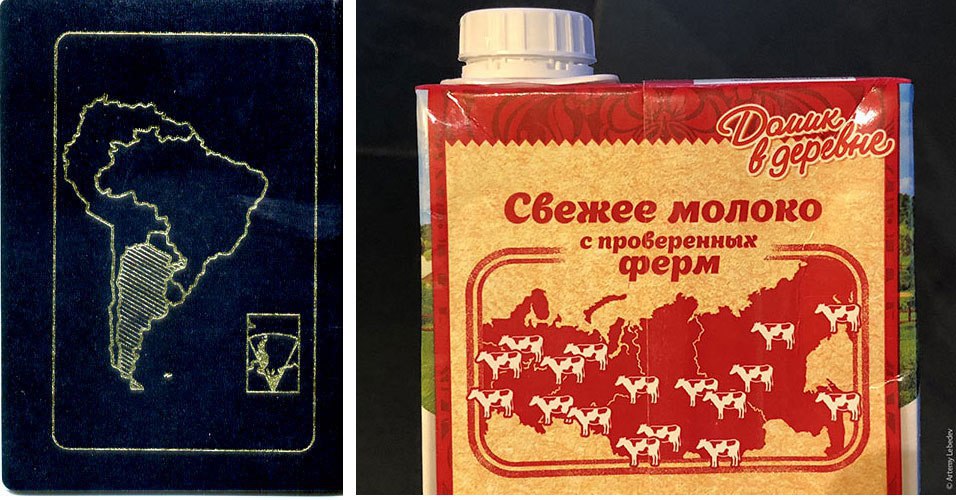 Домик
в деревне
Свежее молоко
с проверенных
ферм
© Artemy Lebedev